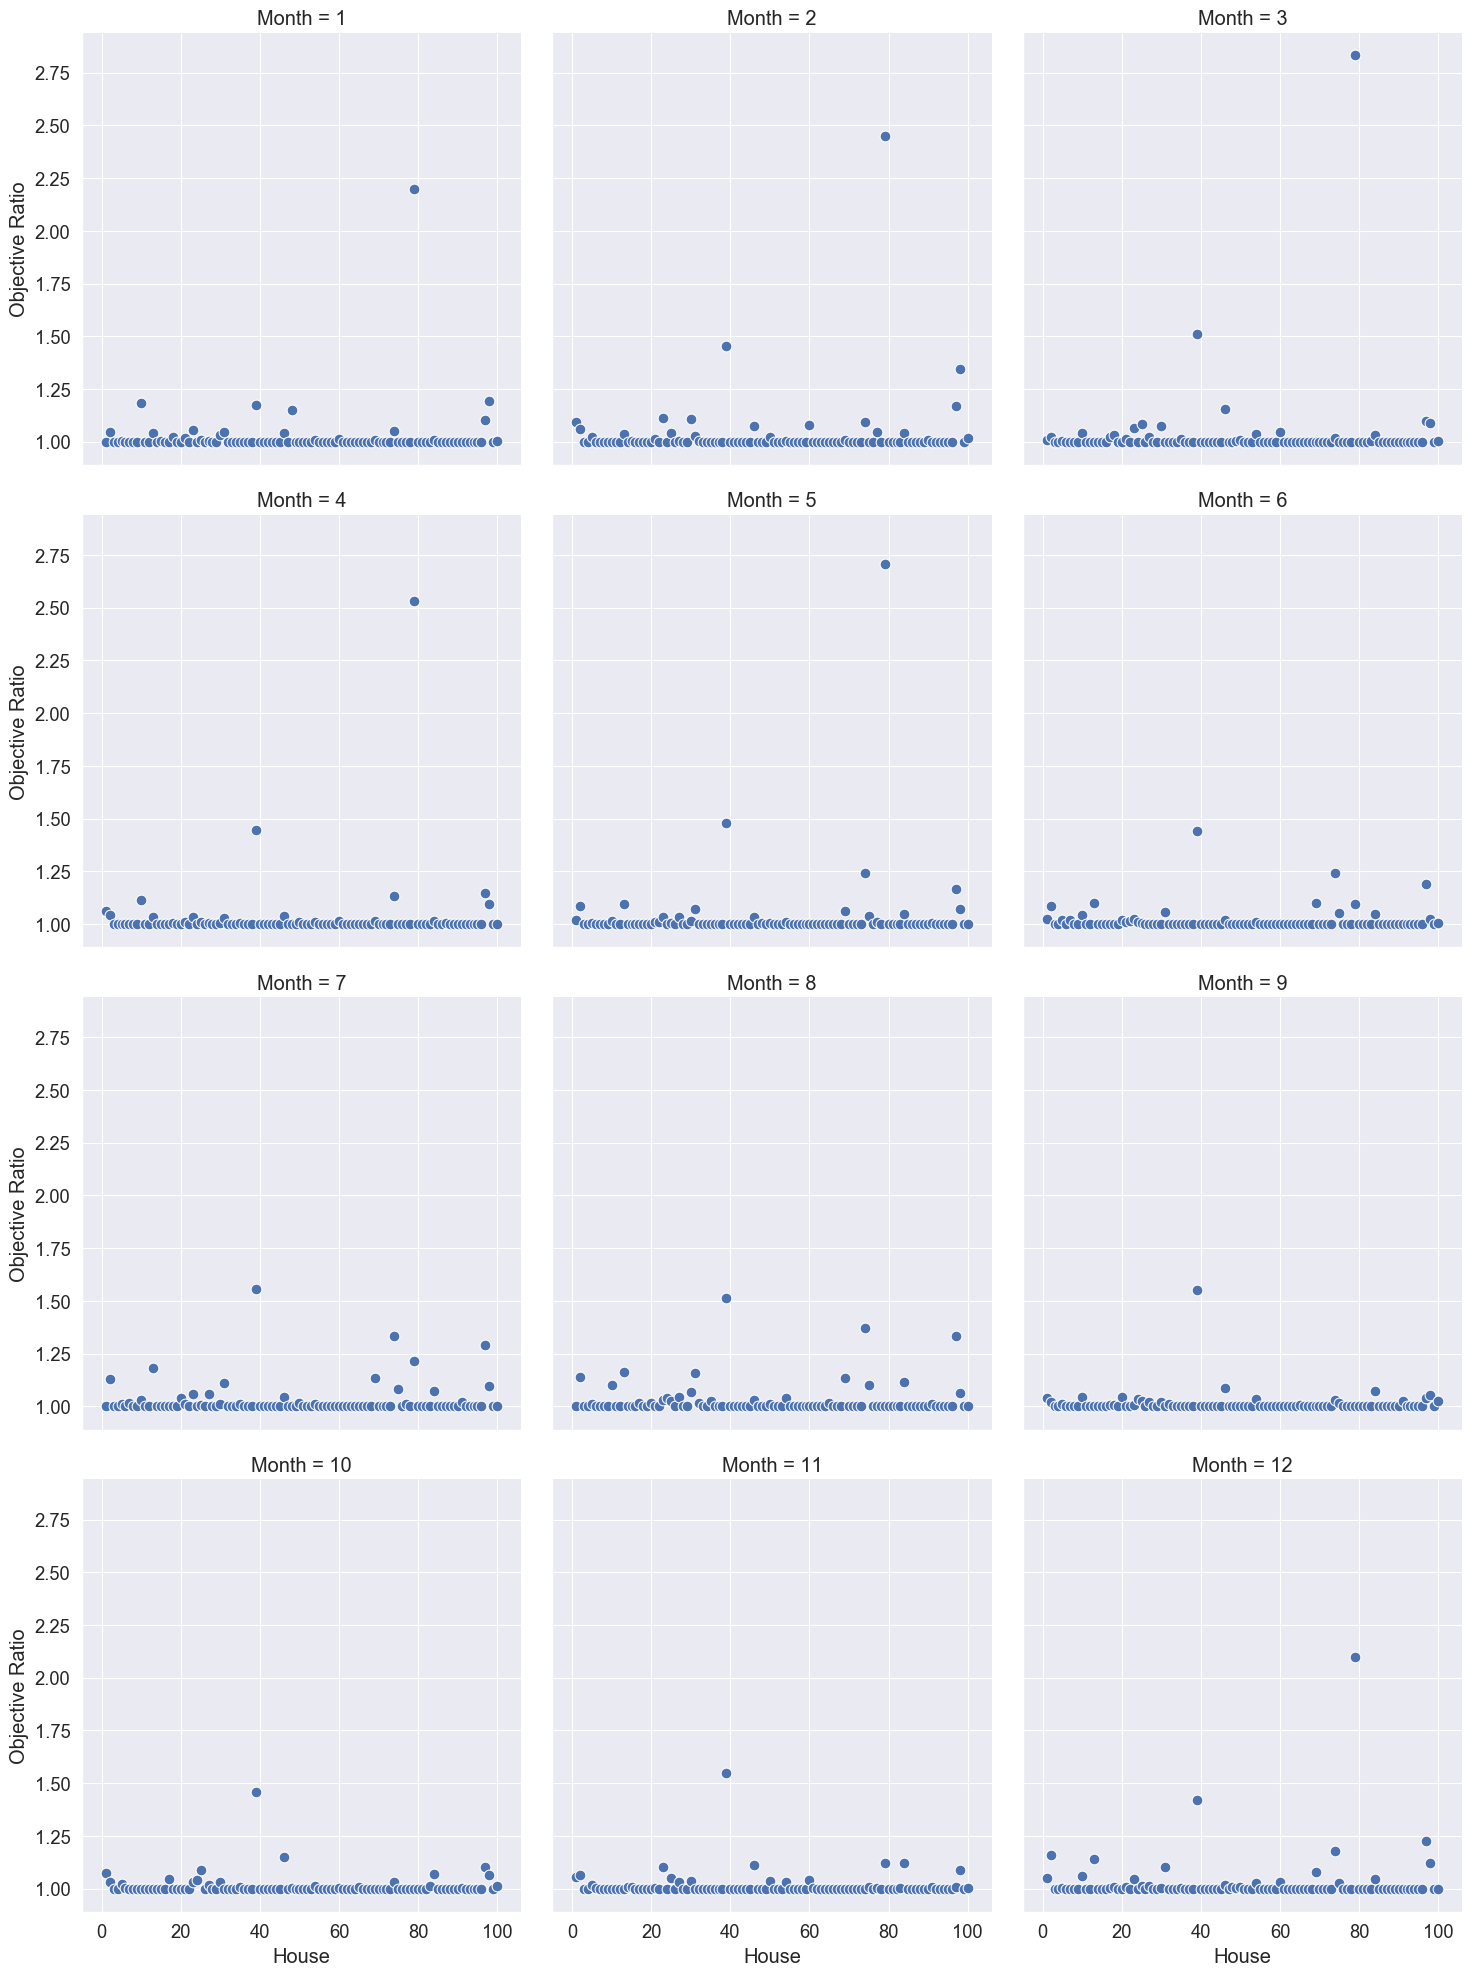 Month = 1
Month = 2
Month = 3
2.75
2.50
2.25
2.00
1.75
1.50
1.25
1.00
Objective Ratio
Month = 4
Month = 5
Month = 6
2.75
2.50
2.25
2.00
1.75
1.50
1.25
1.00
Objective Ratio
Month = 7
Month = 8
Month = 9
2.75
2.50
2.25
2.00
1.75
1.50
1.25
1.00
Objective Ratio
Month = 10
Month = 11
Month = 12
2.75
2.50
2.25
2.00
1.75
1.50
1.25
1.00
Objective Ratio
0 20 40 60 80 100
0 20 40 60 80 100
0 20 40 60 80 100
House
House
House